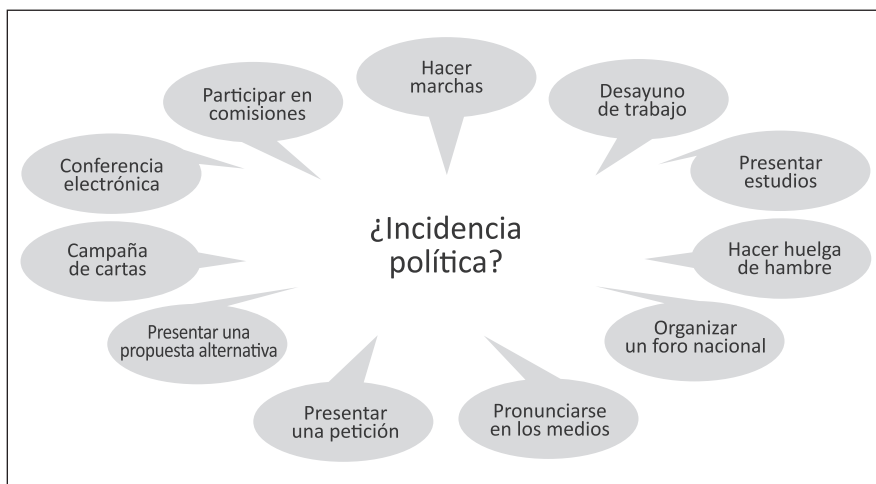 Hacer
marchas
Participar en
comisiones
Desayuno
de trabajo
Conferencia
electrónica
Presentar
estudios
¿Incidencia
política?
Campaña
de cartas
Hacer huelga
de hambre
Presentar una
propuesta alternativa
Organizar
un foro nacional
Presentar
una petición
Pronunciarse
en los medios